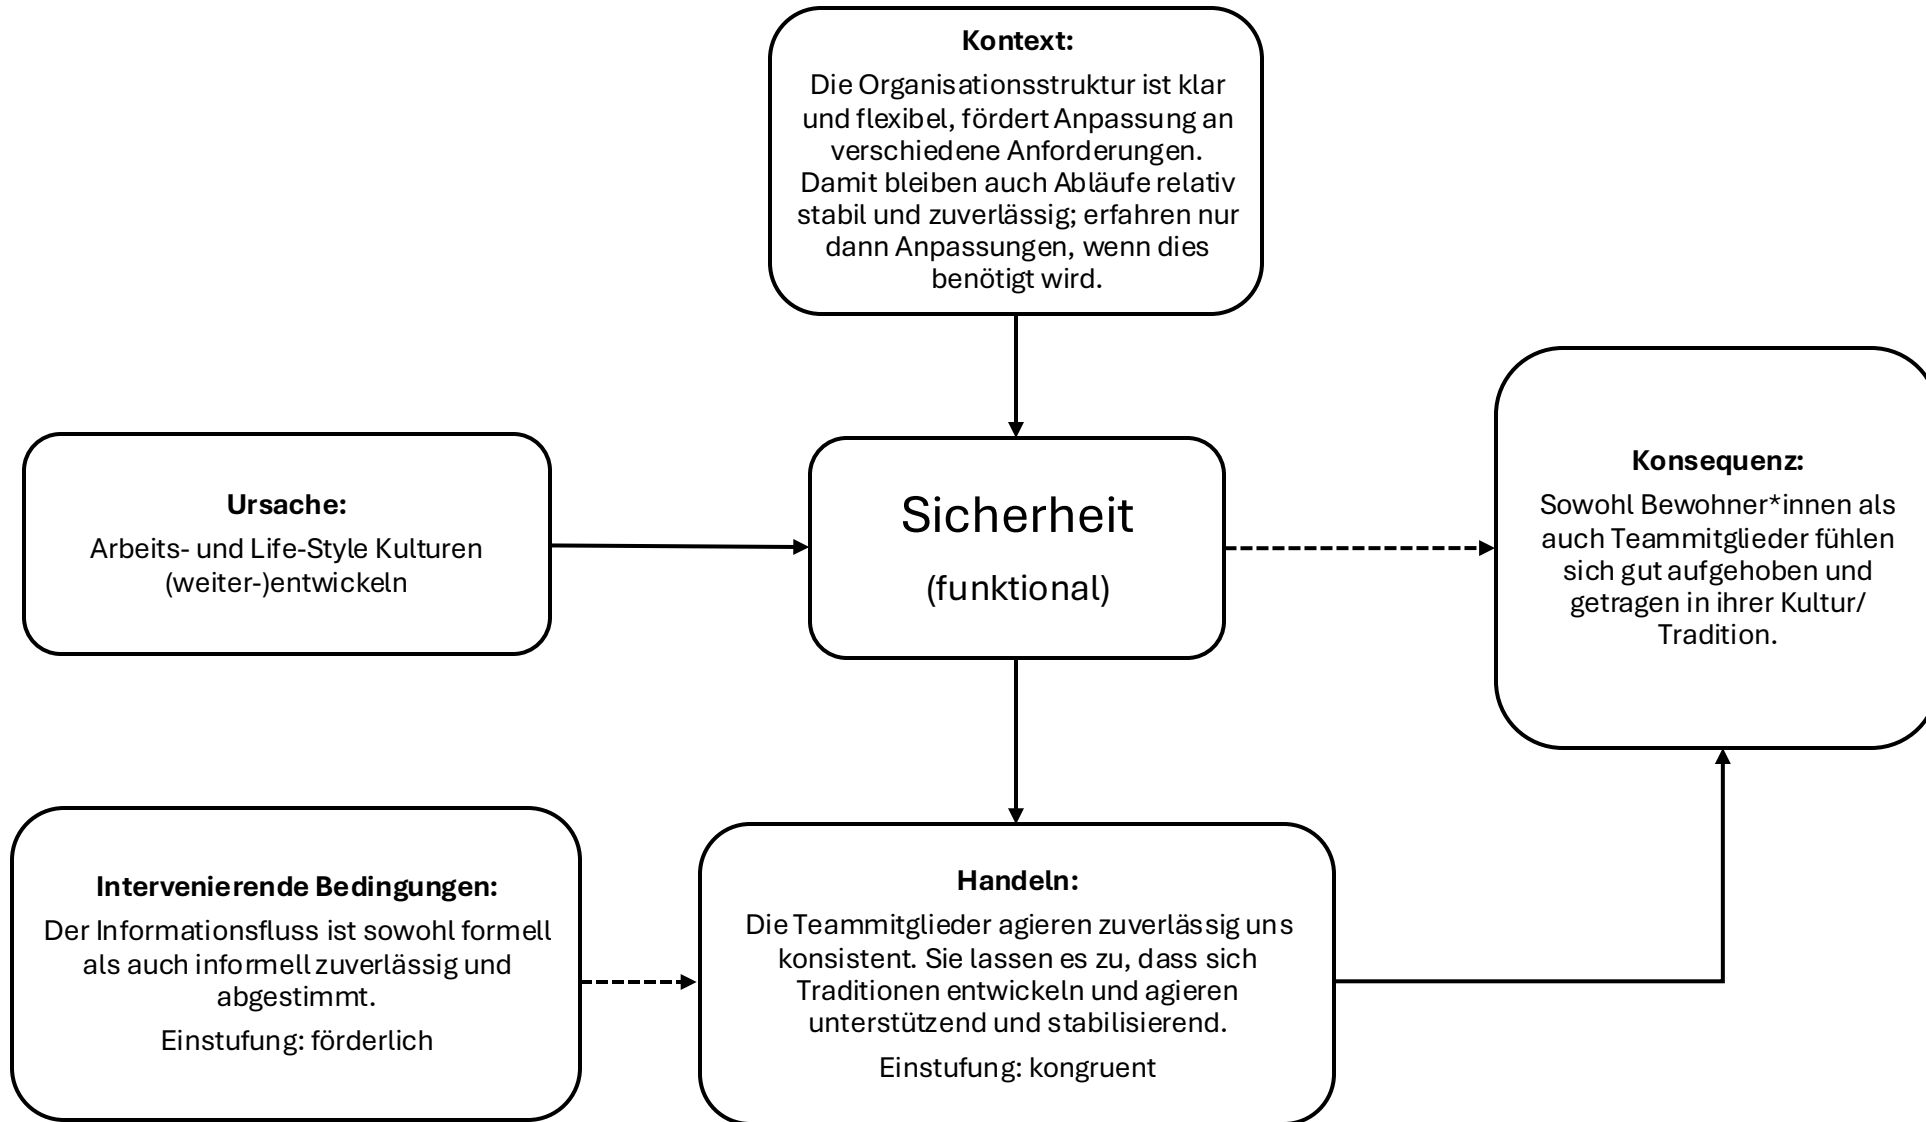 Kontext:
Die Organisationsstruktur ist klar
und flexibel, fördert Anpassung an
verschiedene Anforderungen.
Damit bleiben auch Abläufe relativ
stabil und zuverlässig; erfahren nur
dann Anpassungen, wenn dies
benötigt wird.
Ursache:
Arbeits- und Life-Style Kulturen
(weiter-)entwickeln
Sicherheit
(funktional)
Konsequenz:
Sowohl Bewohner*innen als
auch Teammitglieder fühlen
sich gut aufgehoben und
getragen in ihrer Kultur/
Tradition.
Intervenierende Bedingungen:
Der Informationsfluss ist sowohl formell
als auch informell zuverlässig und
abgestimmt.
Einstufung: förderlich
Handeln:
Die Teammitglieder agieren zuverlässig uns
konsistent. Sie lassen es zu, dass sich
Traditionen entwickeln und agieren
unterstützend und stabilisierend.
Einstufung: kongruent